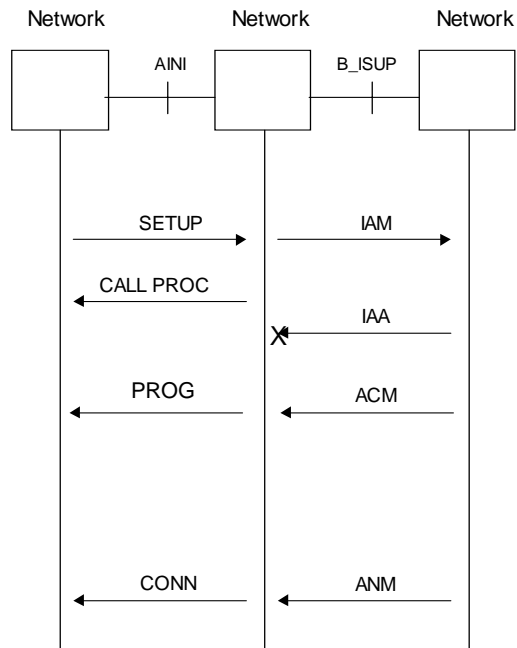 Network Network Network
AINI B_ISUP
SETUP IAM
CALL PROC
IAA
X
PROG ACM
CONN ANM